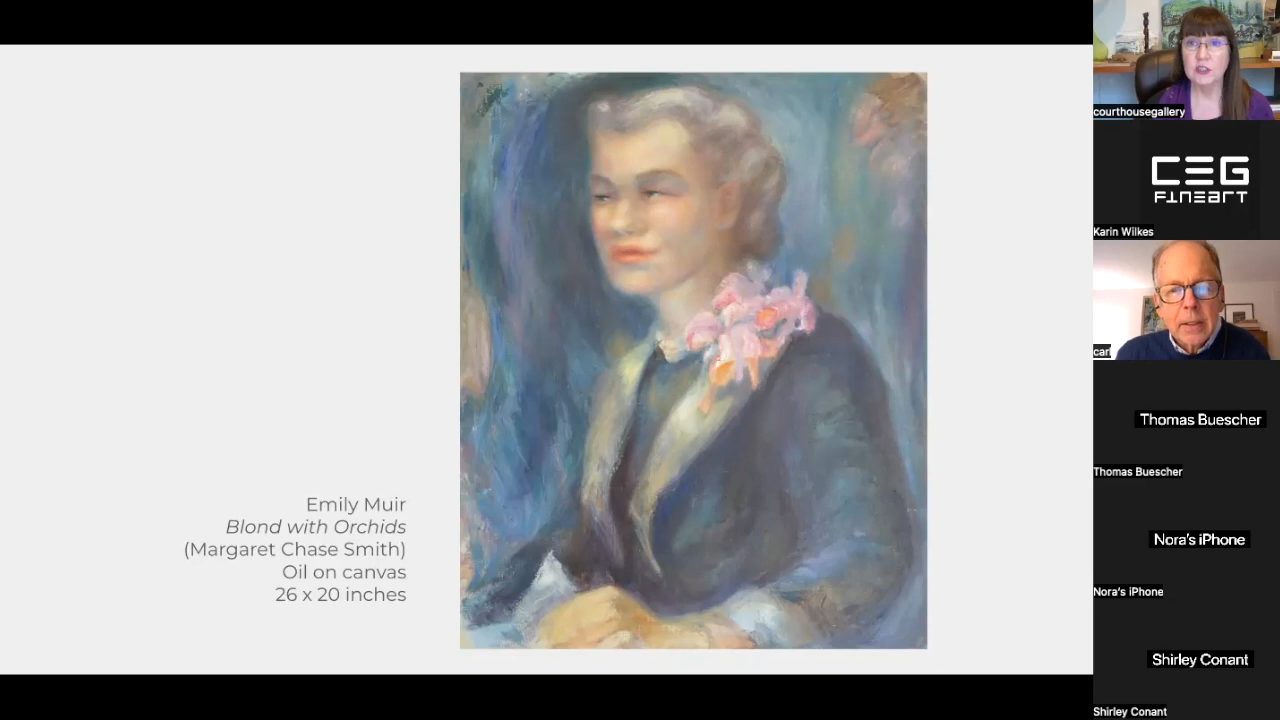 Emily Muir
Blond with Orchids
(Margaret Chase Smith)
Oil on canvas
26 x 20 inches
courthousegallery
CEG
FINEART
Karin Wilkes
carl
Thomas Buescher
Thomas Buescher
Nora's iPhone
Nora's iPhone
Shirley Conant
Shirley Conant